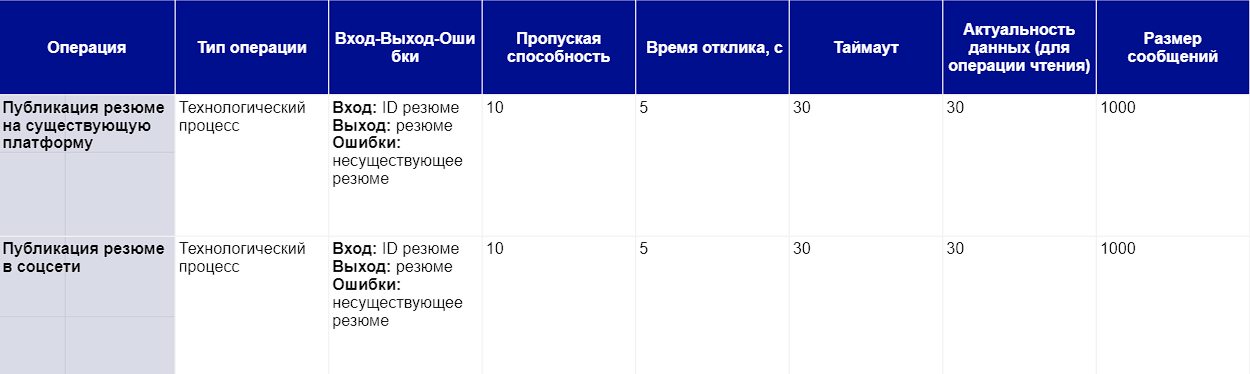 Операция
Тип операции
Вход-Выход-Оши
бки
Пропуская
способность
Время отклика, с
Таймаут
Актуальность
данных (для
операции чтения)
Размер
сообщений
Публикация резюме
на существующую
платформу
Технологический
процесс
Вход: ID резюме
Выход: резюме
Ошибки:
несуществующее
резюме
10
5
30
30
1000
Публикация резюме
в соцсети
Технологический
процесс
Вход: ID резюме
Выход: резюме
Ошибки:
несуществующее
резюме
10
5
30
30
1000